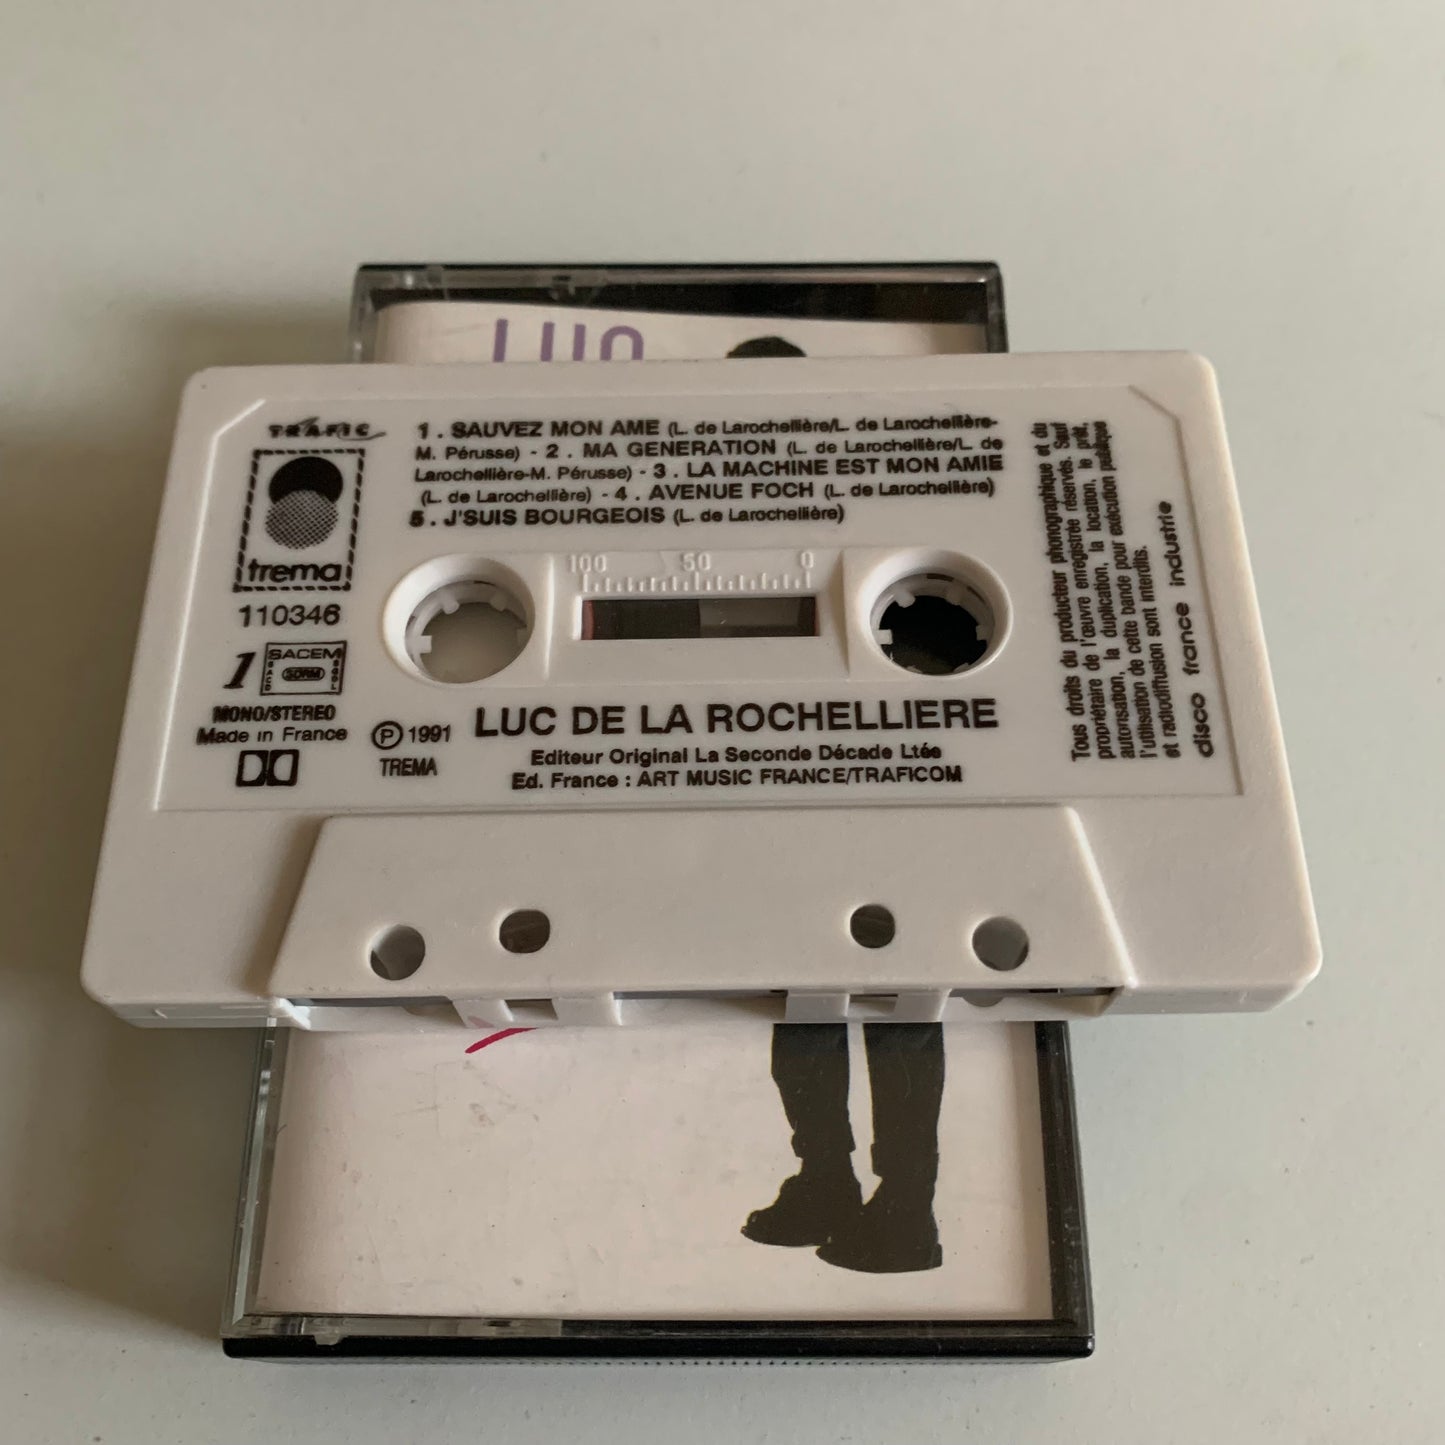 LUC
TRAFIC
trema
110346
1
SACEM
SACD
SDRM
SGDL
MONO/STEREO
Made in France
1 . SAUVEZ MON AME (L. de Larochellière/L. de Larochellière-
M. Pérusse) - 2 . MA GENERATION (L. de Larochellière/L. de
Larochellière-M. Pérusse) - 3 . LA MACHINE EST MON AMIE
(L. de Larochellière) - 4 . AVENUE FOCH (L. de Larochellière)
5 . J'SUIS BOURGEOIS (L. de Larochellière)
100 50 0
℗ 1991
TREMA
LUC DE LA ROCHELLIERE
Editeur Original La Seconde Décade Ltée
Ed. France : ART MUSIC FRANCE/TRAFICOM
Tous droits du producteur phonographique et du
propriétaire de l'œuvre enregistrée réservés. Sauf
autorisation, la duplication, la location, le prêt,
l'utilisation de cette bande pour exécution publique
et radiodiffusion sont interdits.
disco france industrie